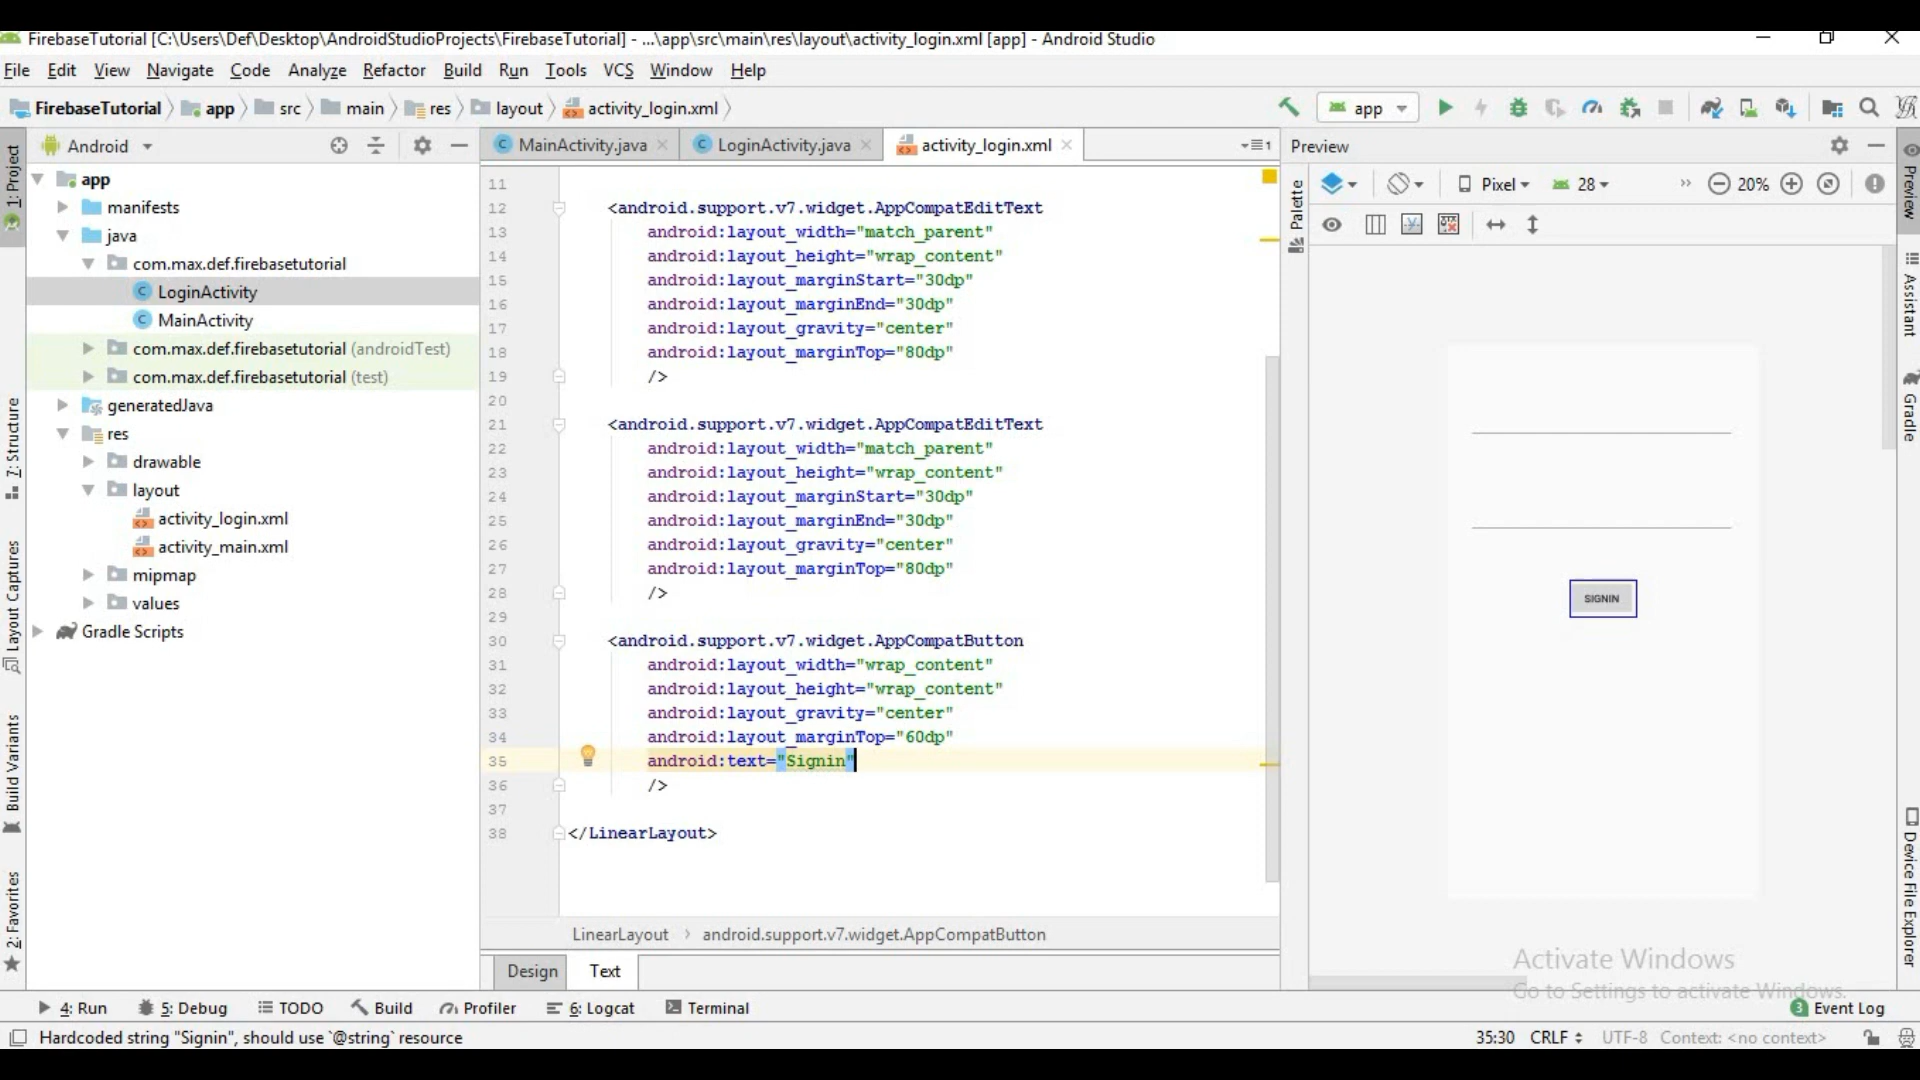 FirebaseTutorial [C:\Users\Def\Desktop\AndroidStudioProjects\FirebaseTutorial] - ...\app\src\main\res\layout\activity_login.xml [app] - Android Studio
File Edit View Navigate Code Analyze Refactor Build Run Tools VCS Window Help
FirebaseTutorial app src main res layout activity_login.xml app
1: Project
7: Structure
Layout Captures
Build Variants
2: Favorites
Android
app
manifests
java
com.max.def.firebasetutorial
LoginActivity
MainActivity
com.max.def.firebasetutorial (androidTest)
com.max.def.firebasetutorial (test)
generatedJava
res
drawable
layout
activity_login.xml
activity_main.xml
mipmap
values
Gradle Scripts
MainActivity.java LoginActivity.java activity_login.xml 1
11
12 <android.support.v7.widget.AppCompatEditText
13 android:layout_width="match_parent"
14 android:layout_height="wrap_content"
15 android:layout_marginStart="30dp"
16 android:layout_marginEnd="30dp"
17 android:layout_gravity="center"
18 android:layout_marginTop="80dp"
19 />
20
21 <android.support.v7.widget.AppCompatEditText
22 android:layout_width="match_parent"
23 android:layout_height="wrap_content"
24 android:layout_marginStart="30dp"
25 android:layout_marginEnd="30dp"
26 android:layout_gravity="center"
27 android:layout_marginTop="80dp"
28 />
29
30 <android.support.v7.widget.AppCompatButton
31 android:layout_width="wrap_content"
32 android:layout_height="wrap_content"
33 android:layout_gravity="center"
34 android:layout_marginTop="60dp"
35 android:text="Signin"
36 />
37
38 </LinearLayout>
LinearLayout › android.support.v7.widget.AppCompatButton
Design Text
Preview
Palette
Pixel 28 20%
SIGNIN
Activate Windows
Go to Settings to activate Windows.
Preview
Assistant
Gradle
Device File Explorer
4: Run 5: Debug TODO Build Profiler 6: Logcat Terminal 3 Event Log
Hardcoded string "Signin", should use `@string` resource 35:30 CRLF UTF-8 Context: <no context>